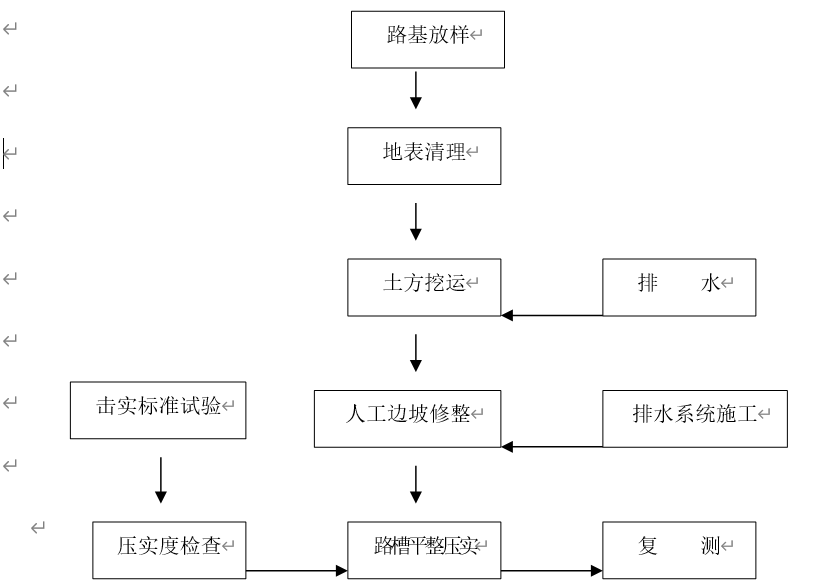 路基放样
地表清理
土方挖运
排 水
击实标准试验
人工边坡修整
排水系统施工
压实度检查
路槽平整压实
复 测